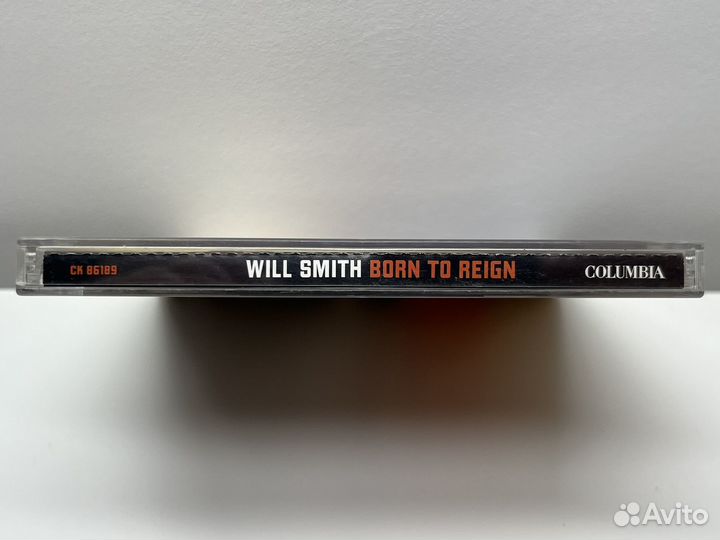 CK 86189 WILL SMITH BORN TO REIGN COLUMBIA
Avito